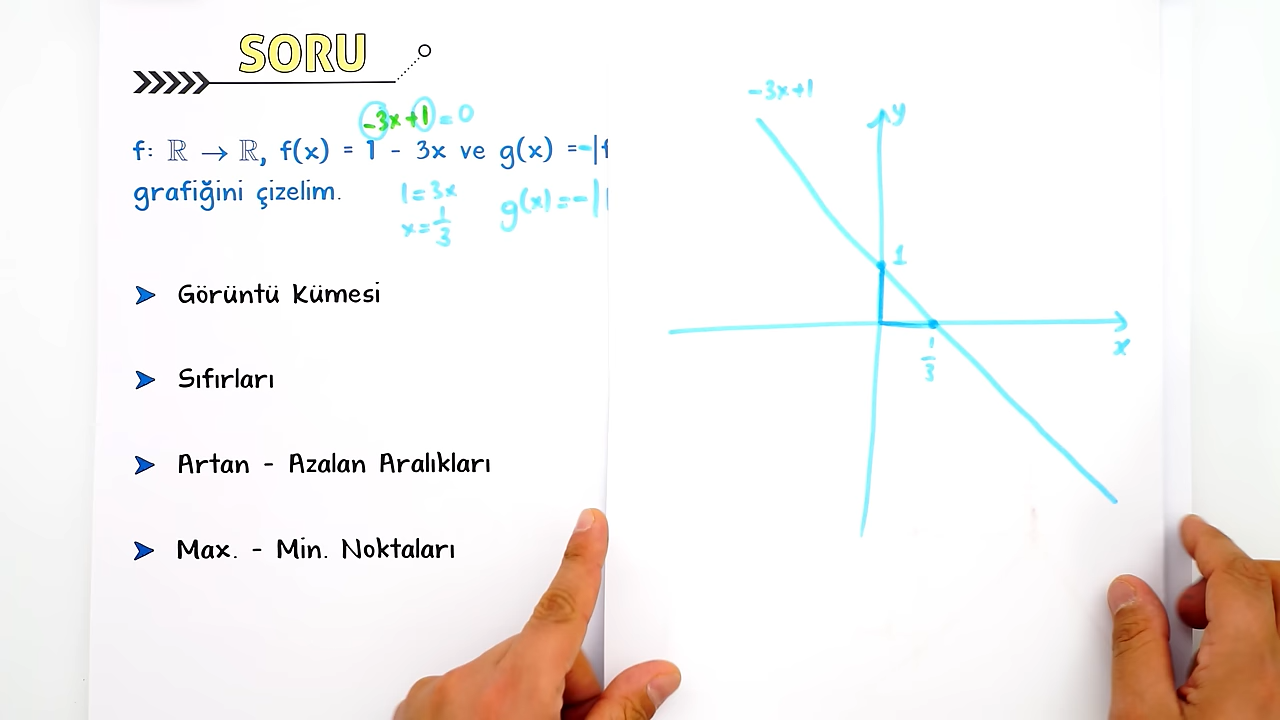 SORU
-3x+1=0
f: ℝ → ℝ, f(x) = 1 - 3x ve g(x) =-|f
grafiğini çizelim.
1=3x
x=1/3
g(x)=-|
Görüntü Kümesi
Sıfırları
Artan - Azalan Aralıkları
Max. - Min. Noktaları
-3x+1
y
1
x
1/3